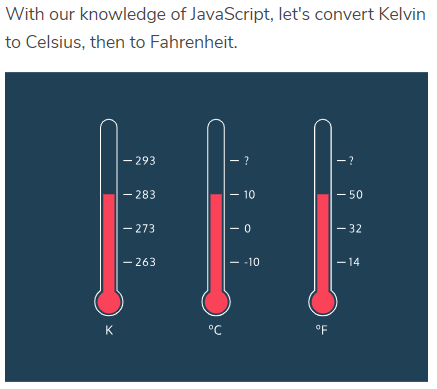 With our knowledge of JavaScript, let's convert Kelvin
to Celsius, then to Fahrenheit.
293 ? ?
283 10 50
273 0 32
263 -10 14
K °C °F